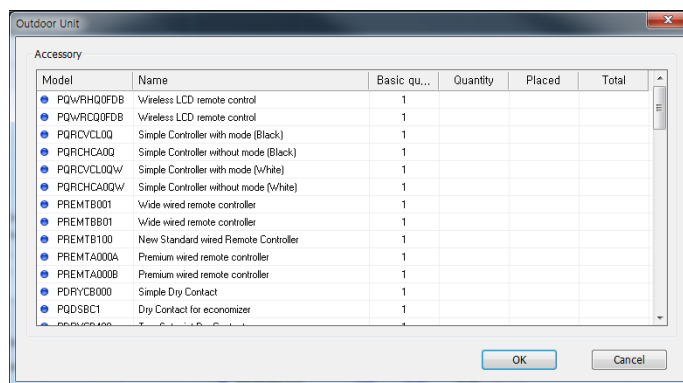 Outdoor Unit
Accessory
Model Name Basic qu... Quantity Placed Total
PQWRHQ0FDB Wireless LCD remote control 1
PQWRCQ0FDB Wireless LCD remote control 1
PQRCVCL0Q Simple Controller with mode (Black) 1
PQRCHCA0Q Simple Controller without mode (Black) 1
PQRCVCL0QW Simple Controller with mode (White) 1
PQRCHCA0QW Simple Controller without mode (White) 1
PREMTB001 Wide wired remote controller 1
PREMTBB01 Wide wired remote controller 1
PREMTB100 New Standard wired Remote Controller 1
PREMTA000A Premium wired remote controller 1
PREMTA000B Premium wired remote controller 1
PDRYCB000 Simple Dry Contact 1
PQDSBC1 Dry Contact for economizer 1
OK Cancel